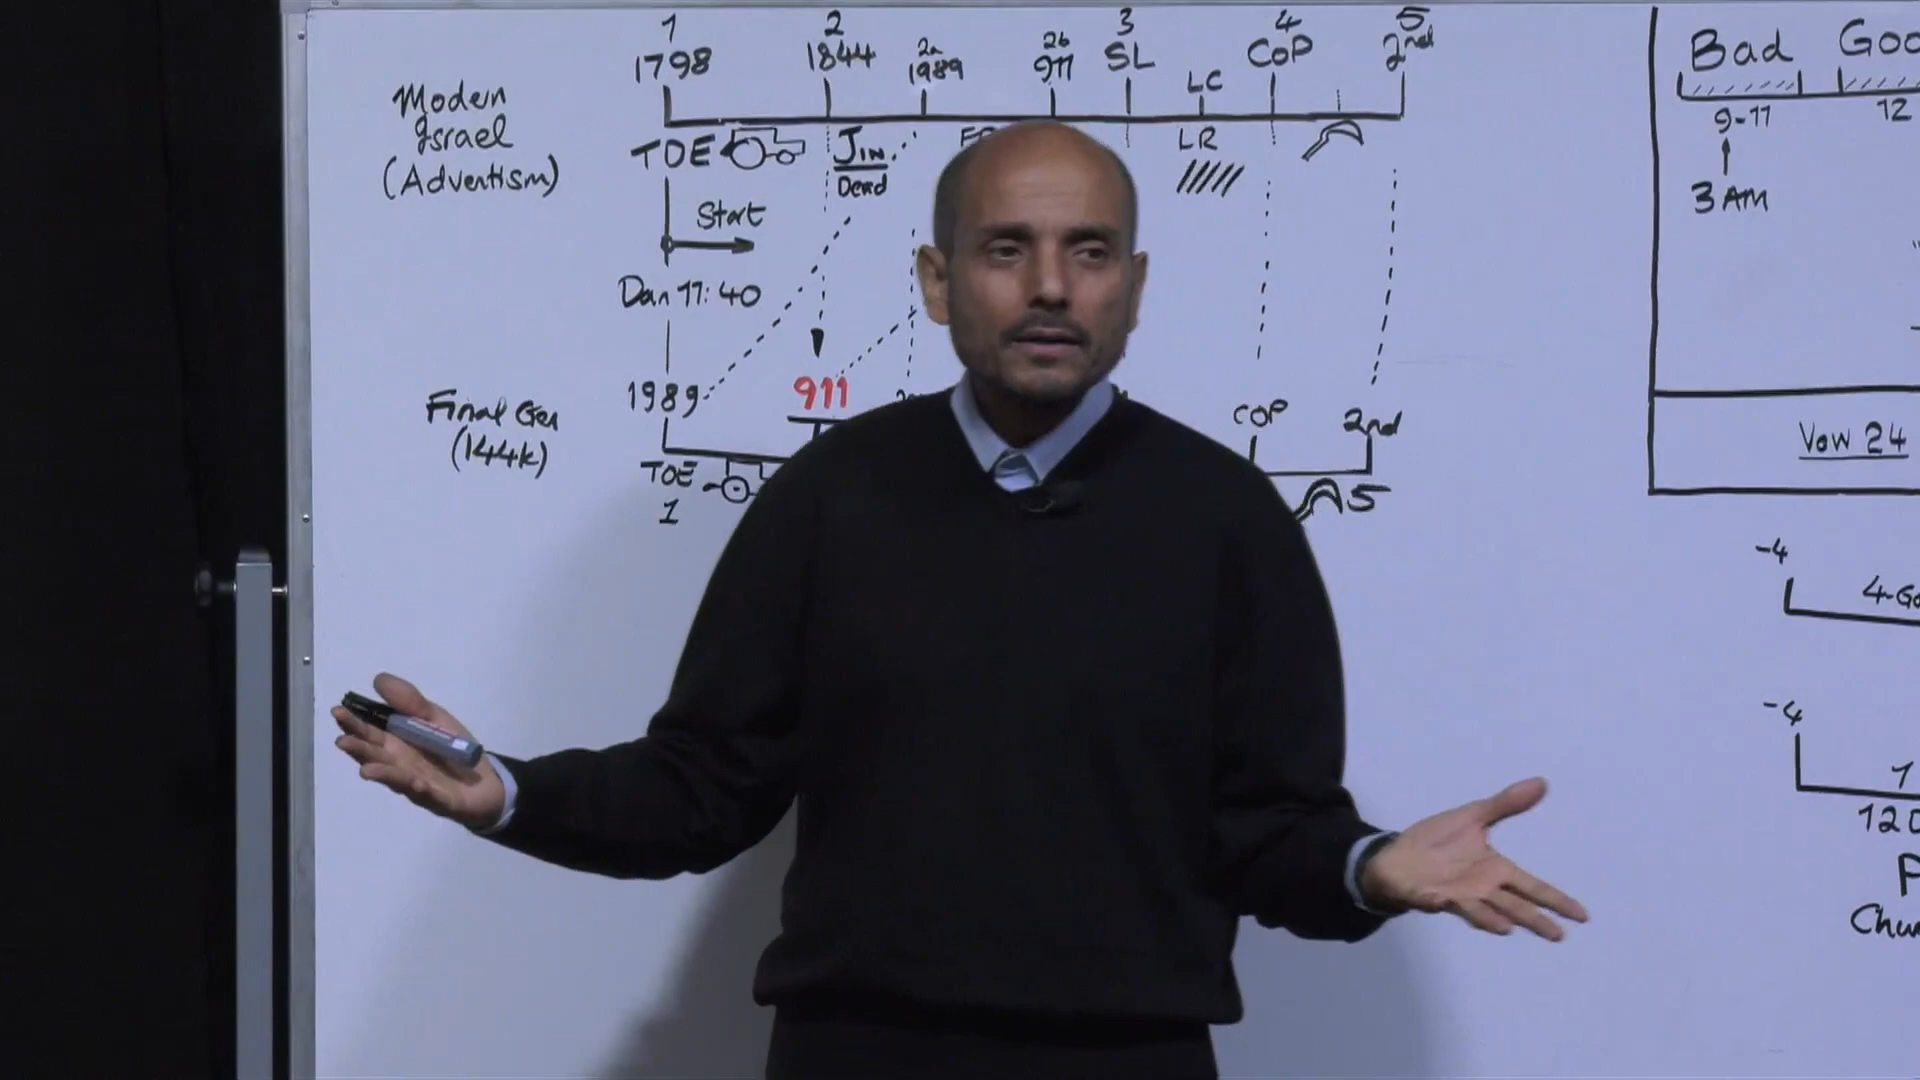 1 2 3 4 5
1798 1844 2a 1989 2b 911 SL LC CoP 2nd
Modern
Israel
(Adventism)
TOE JIN LR
Dead
Start
Dan 11:40
1989 911 COP 2nd
Final Gen
(144k)
TOE 5
1
Bad
9-11 12
3 AM
Vow 24
-4
-4